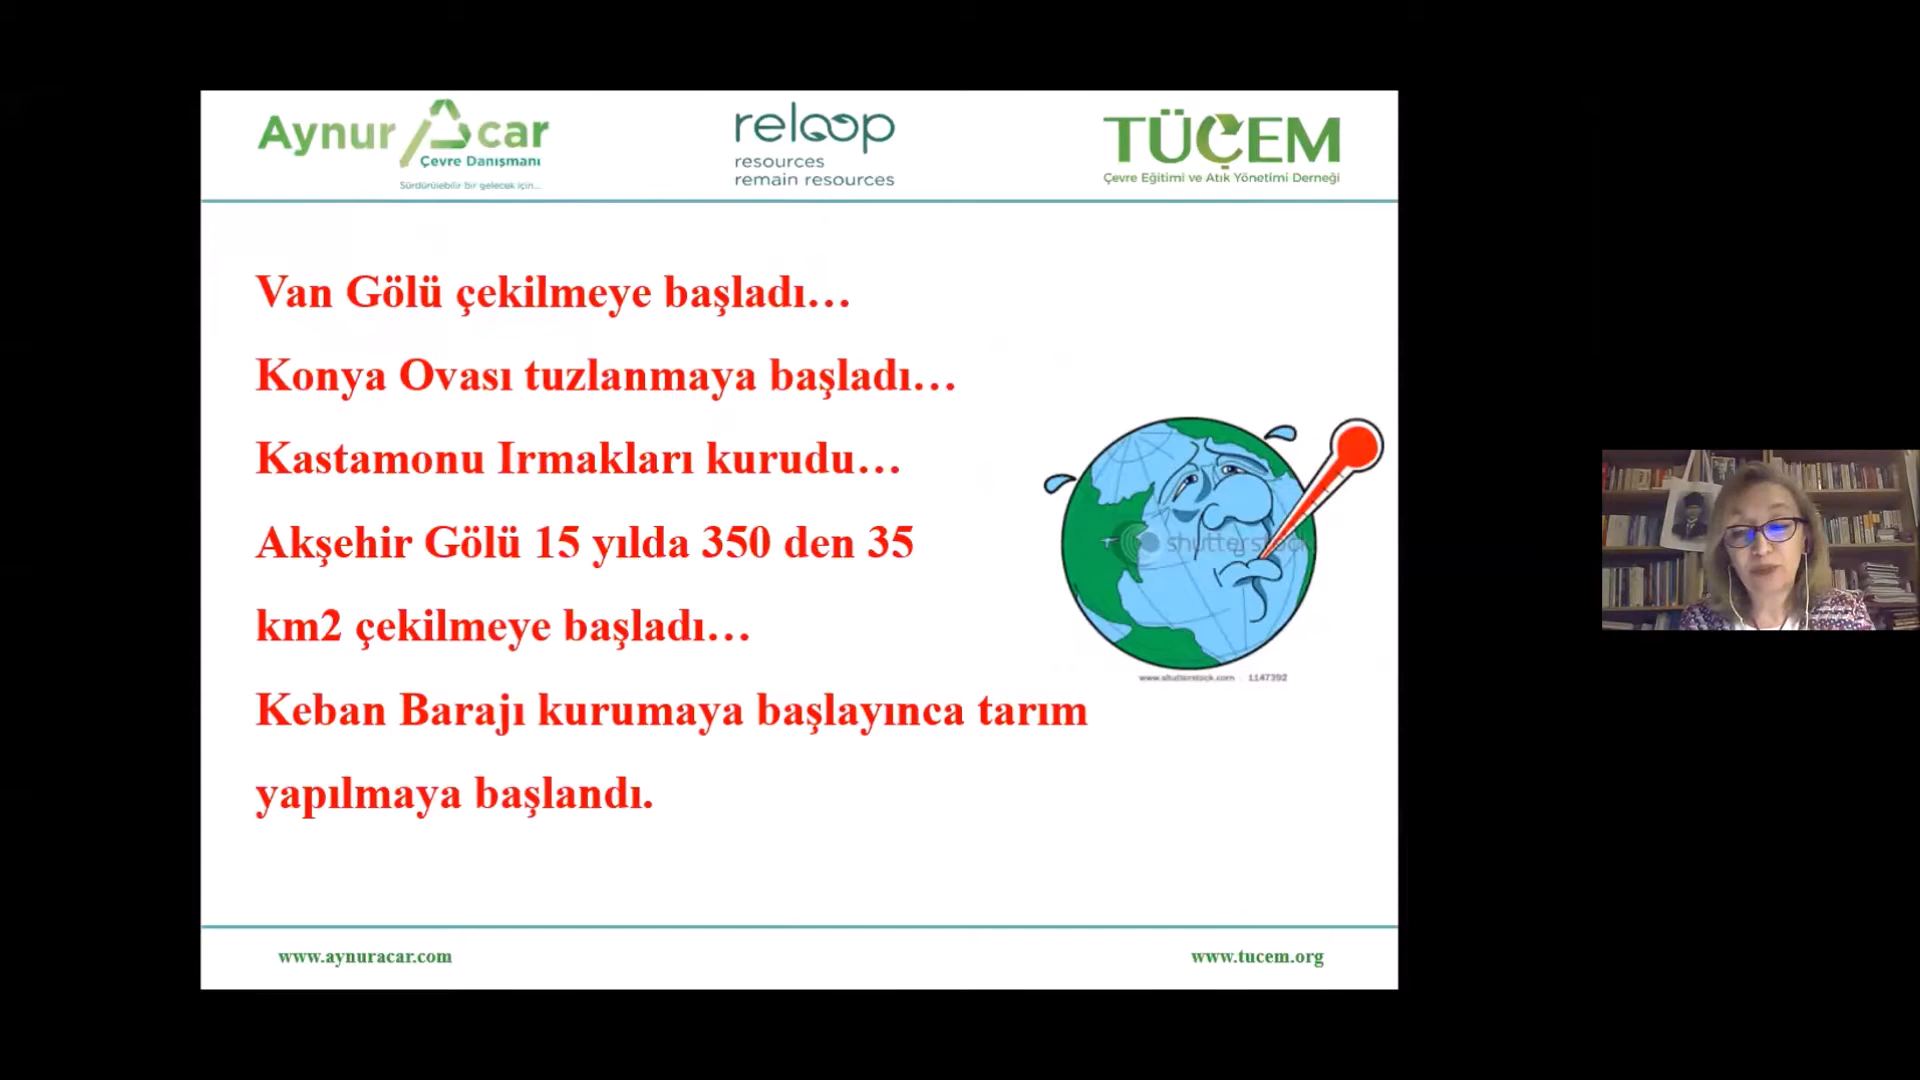 Aynur Acar
Çevre Danışmanı
Sürdürülebilir bir gelecek için...
reloop
resources
remain resources
TÜÇEM
Çevre Eğitimi ve Atık Yönetimi Derneği
Van Gölü çekilmeye başladı…
Konya Ovası tuzlanmaya başladı…
Kastamonu Irmakları kurudu…
Akşehir Gölü 15 yılda 350 den 35
km2 çekilmeye başladı…
shutterstock
www.shutterstock.com · 1147392
Keban Barajı kurumaya başlayınca tarım
yapılmaya başlandı.
www.aynuracar.com
www.tucem.org